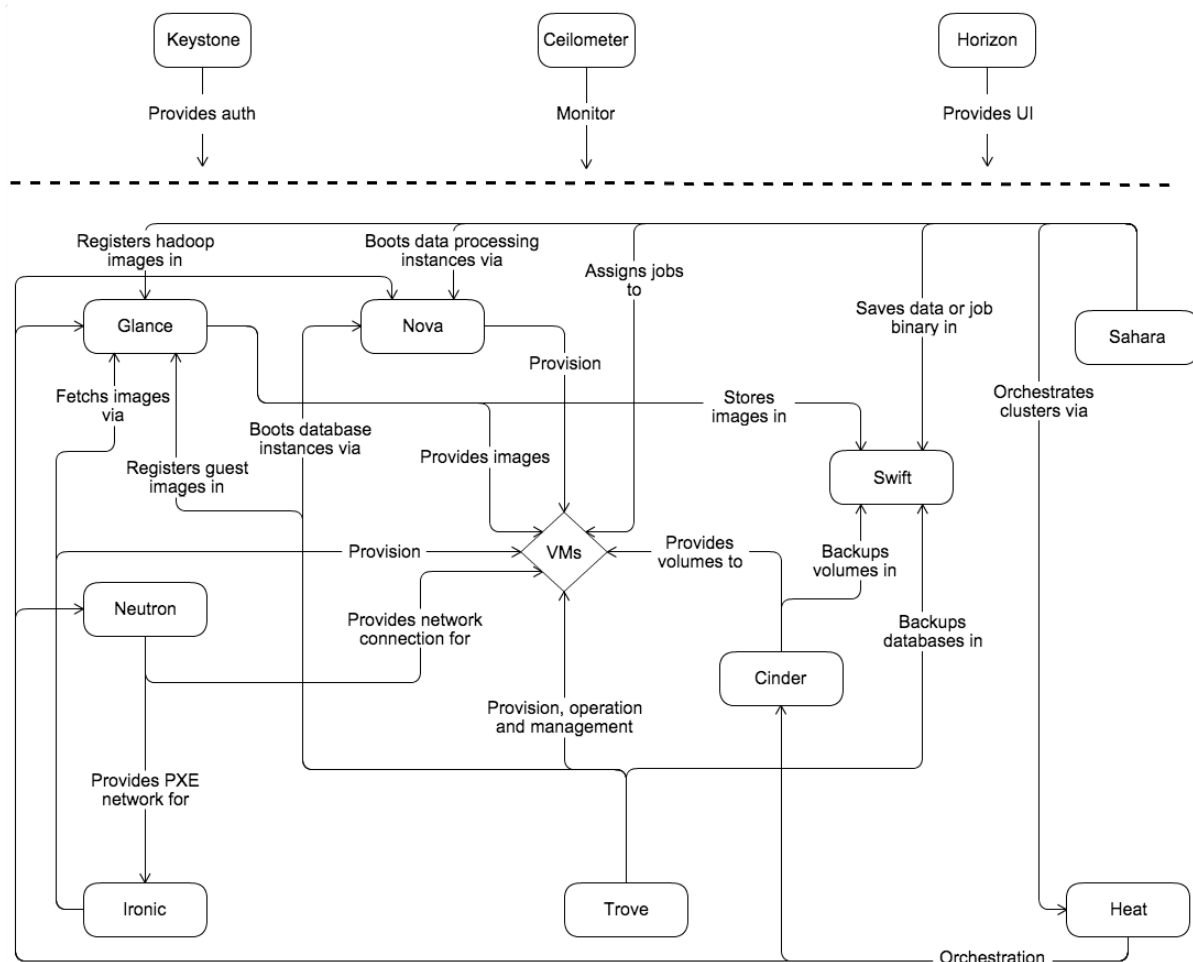 Keystone
Ceilometer
Horizon
Provides auth
Monitor
Provides UI
Registers hadoop
images in
Boots data processing
instances via
Assigns jobs
to
Saves data or job
binary in
Glance
Nova
Sahara
Provision
Fetchs images
via
Stores
images in
Orchestrates
clusters via
Boots database
instances via
Provides images
Registers guest
images in
Swift
Provision
VMs
Provides
volumes to
Backups
volumes in
Neutron
Provides network
connection for
Backups
databases in
Cinder
Provision, operation
and management
Provides PXE
network for
Ironic
Trove
Heat
Orchestration